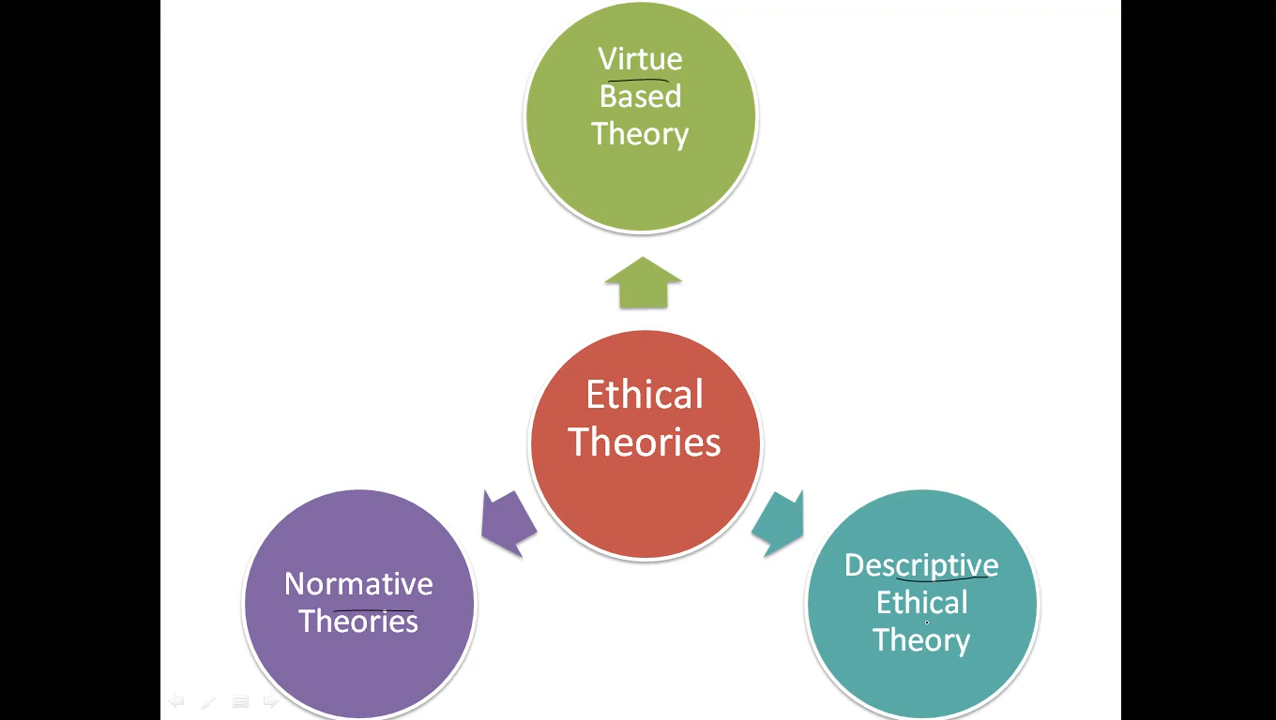 Virtue
Based
Theory
Ethical
Theories
Normative
Theories
Descriptive
Ethical
Theory